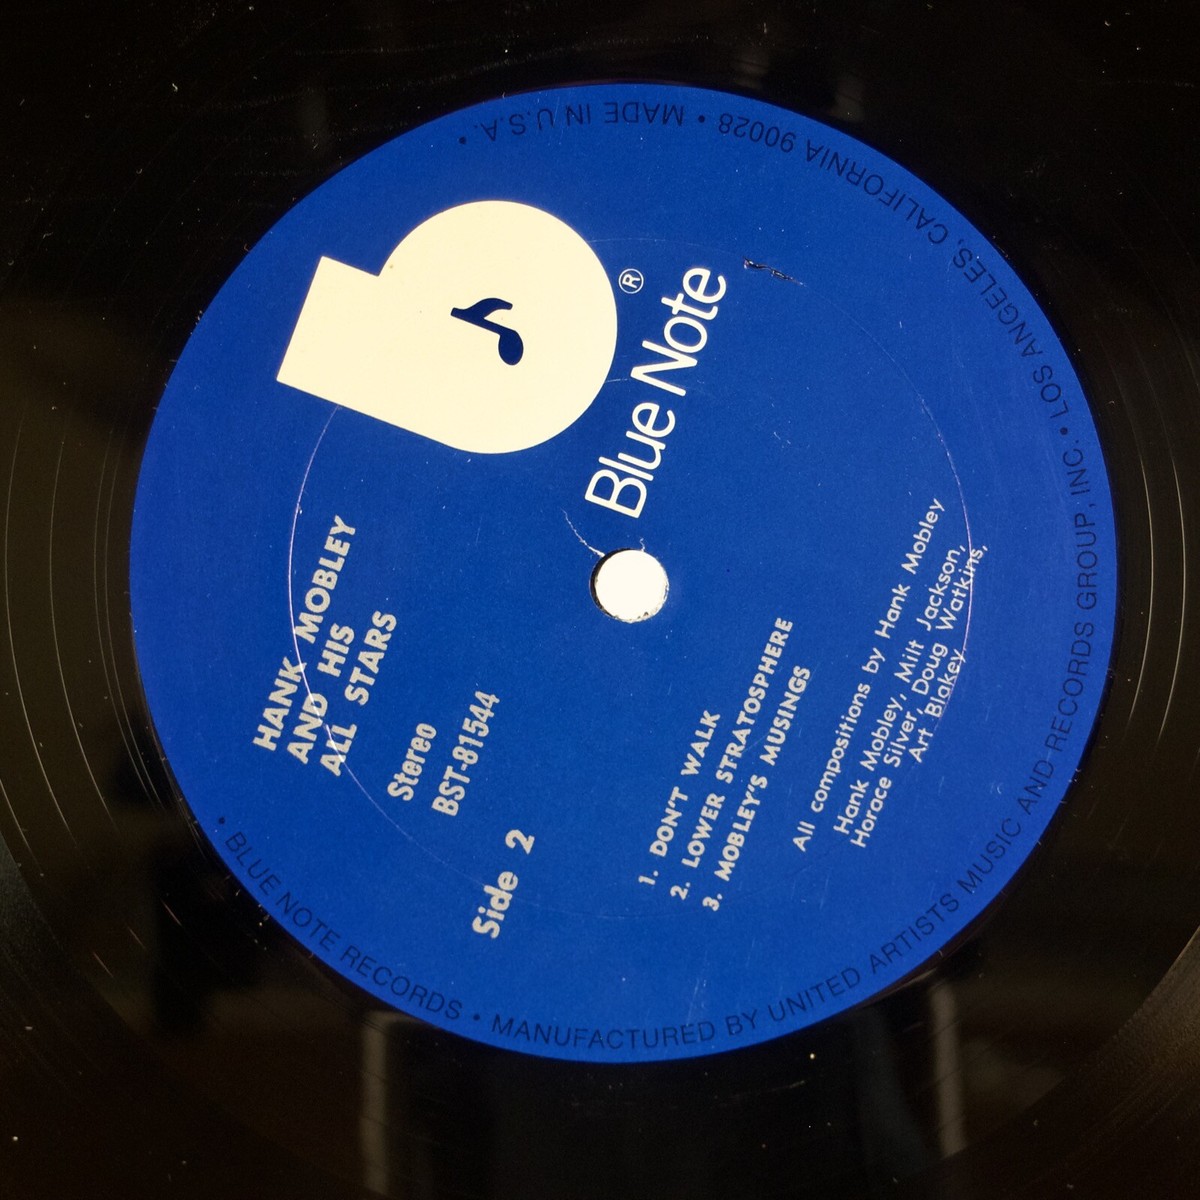 Blue Note ®
HANK MOBLEY
AND HIS
ALL STARS
Stereo
BST-81544
Side 2
1. DON'T WALK
2. LOWER STRATOSPHERE
3. MOBLEY'S MUSINGS
All compositions by Hank Mobley
Hank Mobley, Milt Jackson,
Horace Silver, Doug Watkins,
Art Blakey
• BLUE NOTE RECORDS • MANUFACTURED BY UNITED ARTISTS MUSIC AND RECORDS GROUP, INC. • LOS ANGELES, CALIFORNIA 90028 • MADE IN U.S.A. •